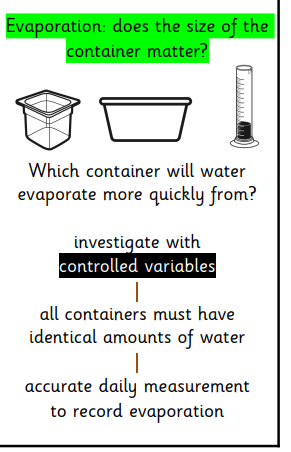 Evaporation: does the size of the
container matter?
Which container will water
evaporate more quickly from?
investigate with
controlled variables
all containers must have
identical amounts of water
accurate daily measurement
to record evaporation